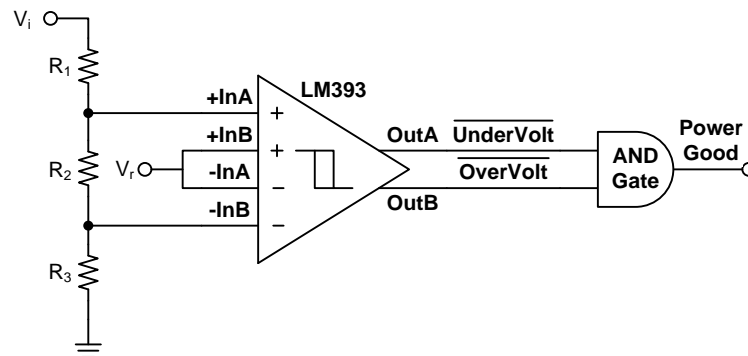 Vi
R1
R2
R3
Vr
+InA
+InB
-InA
-InB
LM393
+
+
−
−
OutA
OutB
UnderVolt
OverVolt
AND
Gate
Power
Good